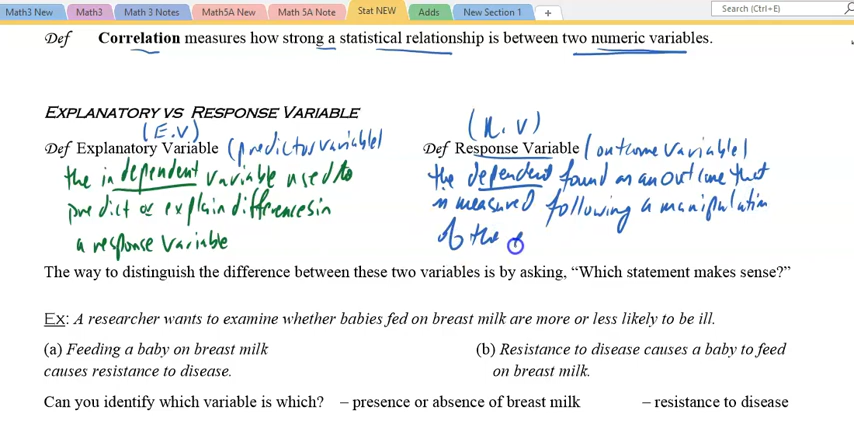 Math3 New Math3 Math 3 Notes Math5A New Math 5A Note Stat NEW Adds New Section 1 + Search (Ctrl+E)
Def Correlation measures how strong a statistical relationship is between two numeric variables.
EXPLANATORY VS RESPONSE VARIABLE
(E.V) (R.V)
Def Explanatory Variable (predictor variable) Def Response Variable (outcome variable)
the independent variable used to the dependent found on an outcome that
predict or explain differences in is measured following a manipulation
a response variable of the
The way to distinguish the difference between these two variables is by asking, “Which statement makes sense?”
Ex: A researcher wants to examine whether babies fed on breast milk are more or less likely to be ill.
(a) Feeding a baby on breast milk (b) Resistance to disease causes a baby to feed
causes resistance to disease. on breast milk.
Can you identify which variable is which? – presence or absence of breast milk – resistance to disease